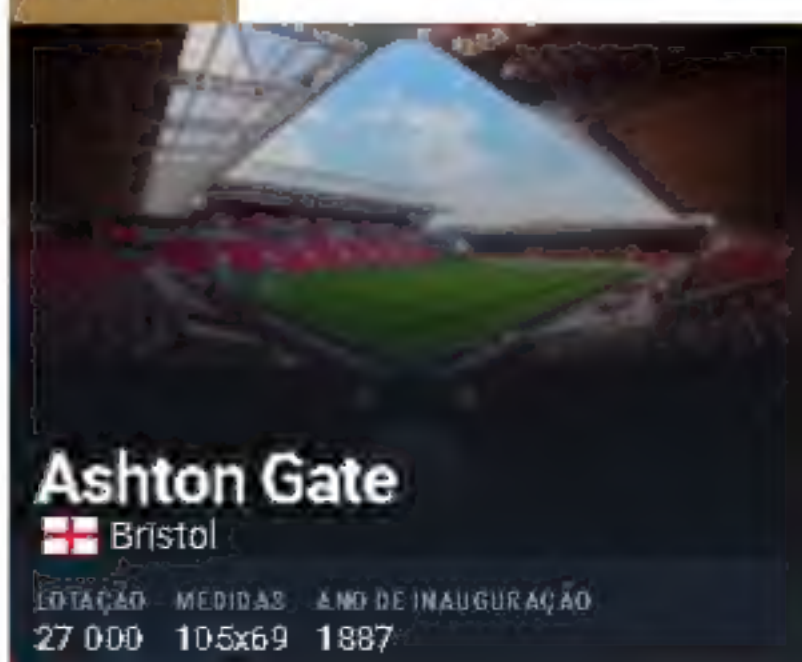 Ashton Gate
Bristol
LOTAÇÃO MEDIDAS ANO DE INAUGURAÇÃO
27 000 105x69 1887